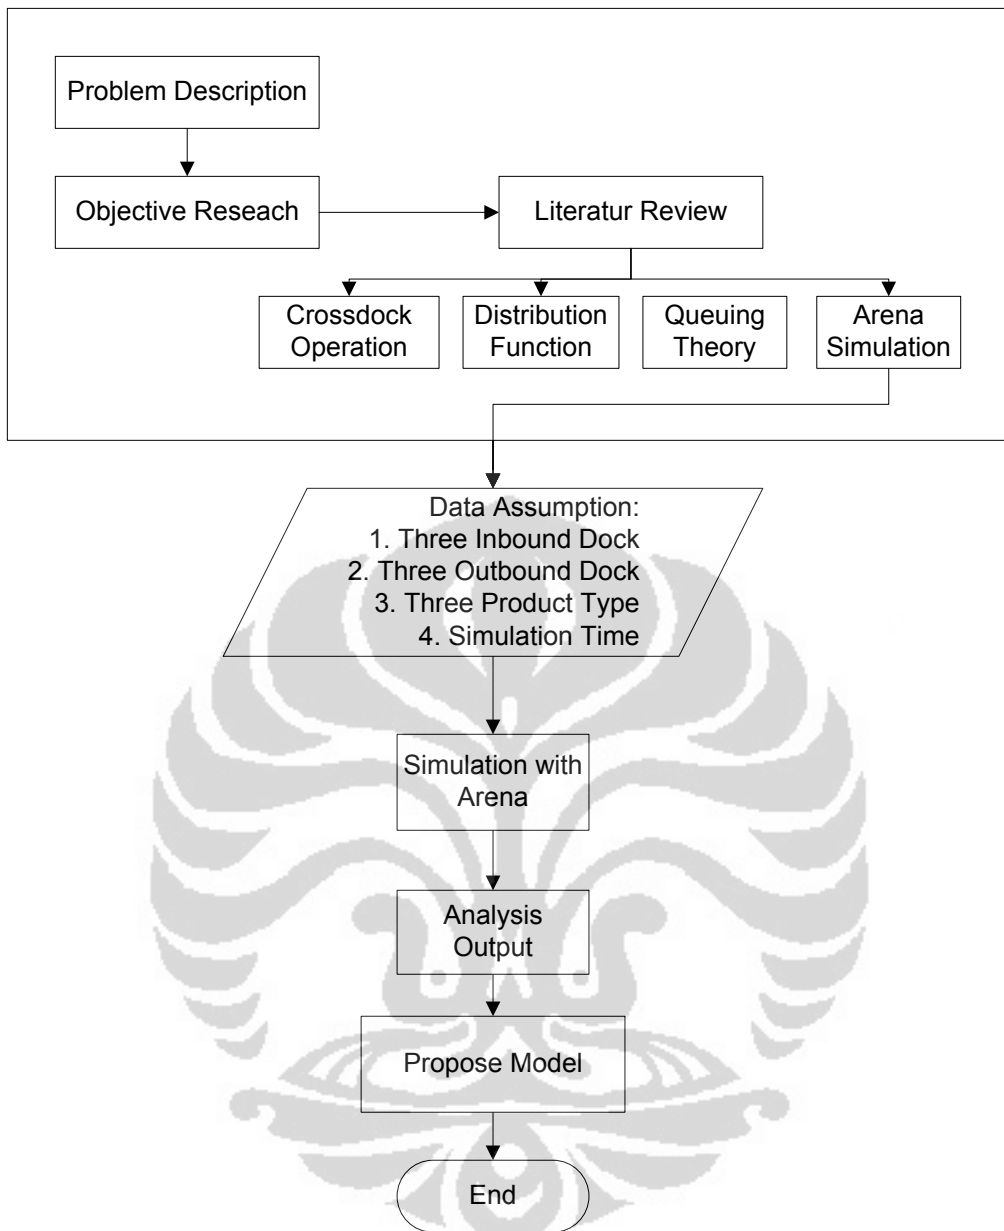 Problem Description
Objective Reseach
Literatur Review
Crossdock
Operation
Distribution
Function
Queuing
Theory
Arena
Simulation
Data Assumption:
1. Three Inbound Dock
2. Three Outbound Dock
3. Three Product Type
4. Simulation Time
Simulation with
Arena
Analysis
Output
Propose Model
End